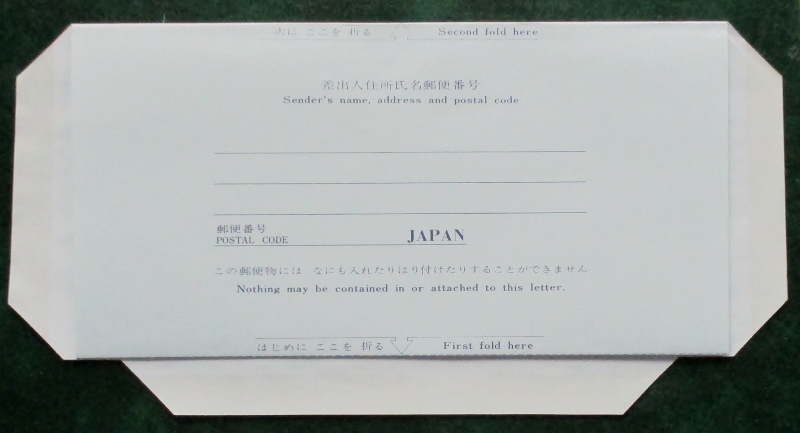 次に ここを 折る Second fold here
差出人住所氏名郵便番号
Sender's name, address and postal code
郵便番号
POSTAL CODE JAPAN
この郵便物には なにも入れたりはり付けたりすることができません
Nothing may be contained in or attached to this letter.
はじめに ここを 折る First fold here